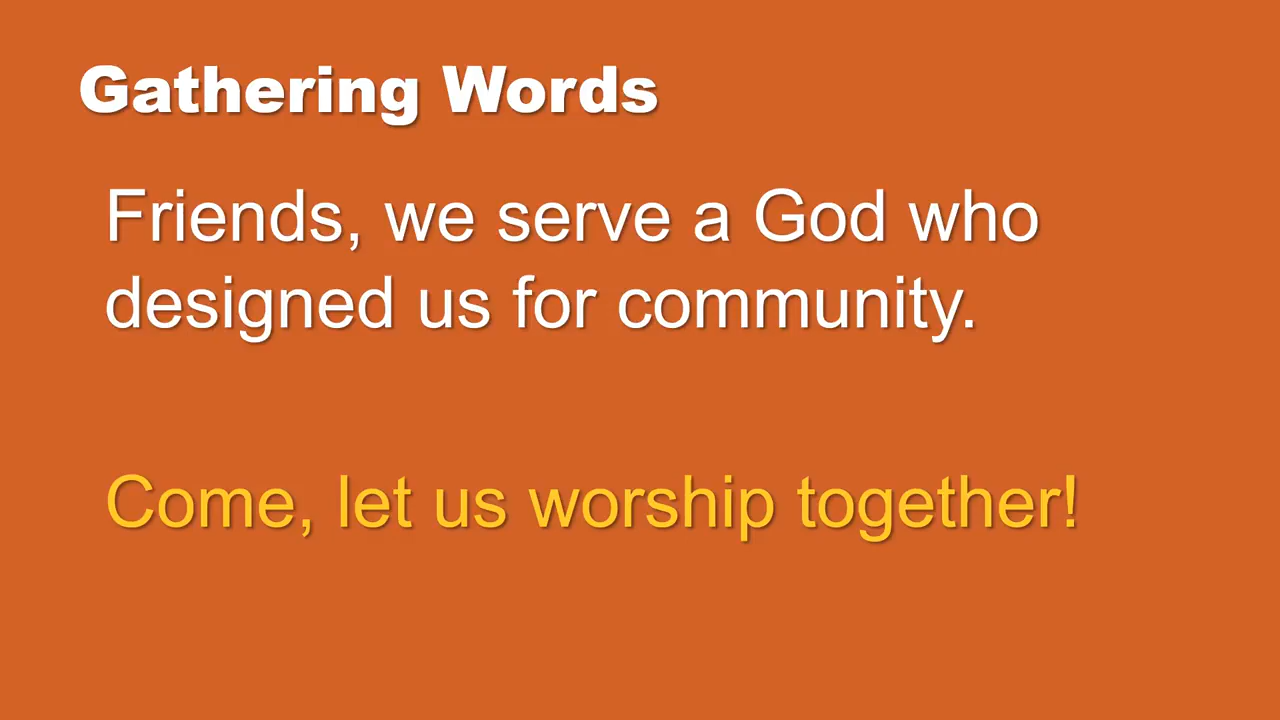 Gathering Words
Friends, we serve a God who
designed us for community.
Come, let us worship together!